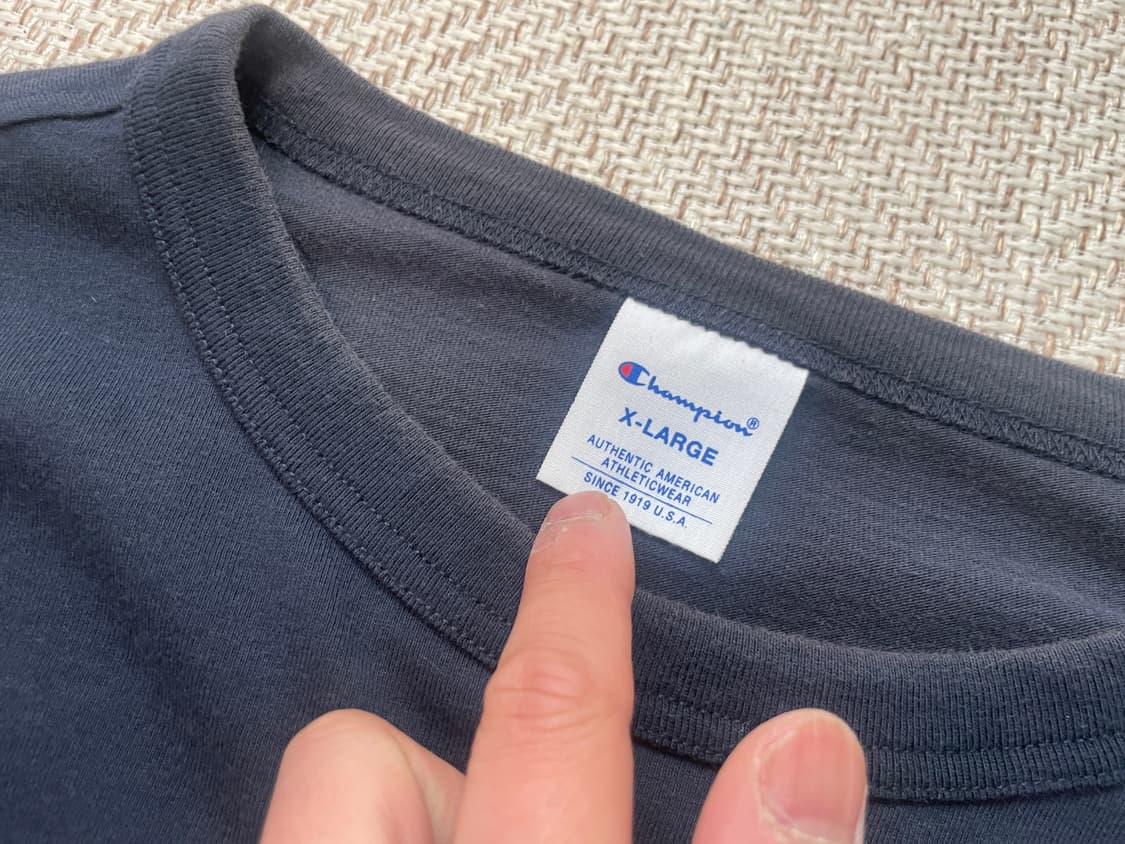 Champion®
X-LARGE
AUTHENTIC AMERICAN
ATHLETICWEAR
SINCE 1919 U.S.A.